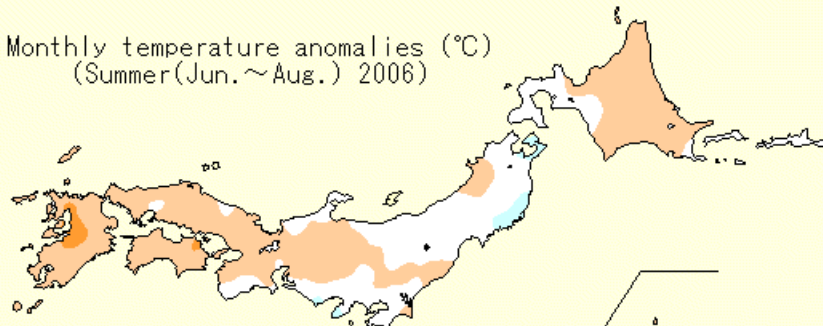 Monthly temperature anomalies (℃)
(Summer(Jun.～Aug.) 2006)